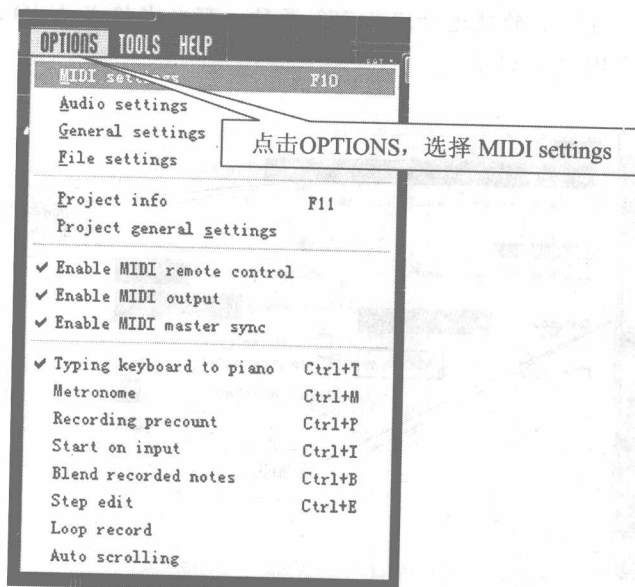 OPTIONS TOOLS HELP
MIDI settings F10
Audio settings
General settings
File settings
点击OPTIONS，选择 MIDI settings
Project info F11
Project general settings
✔ Enable MIDI remote control
✔ Enable MIDI output
✔ Enable MIDI master sync
✔ Typing keyboard to piano Ctrl+T
Metronome Ctrl+M
Recording precount Ctrl+P
Start on input Ctrl+I
Blend recorded notes Ctrl+B
Step edit Ctrl+E
Loop record
Auto scrolling